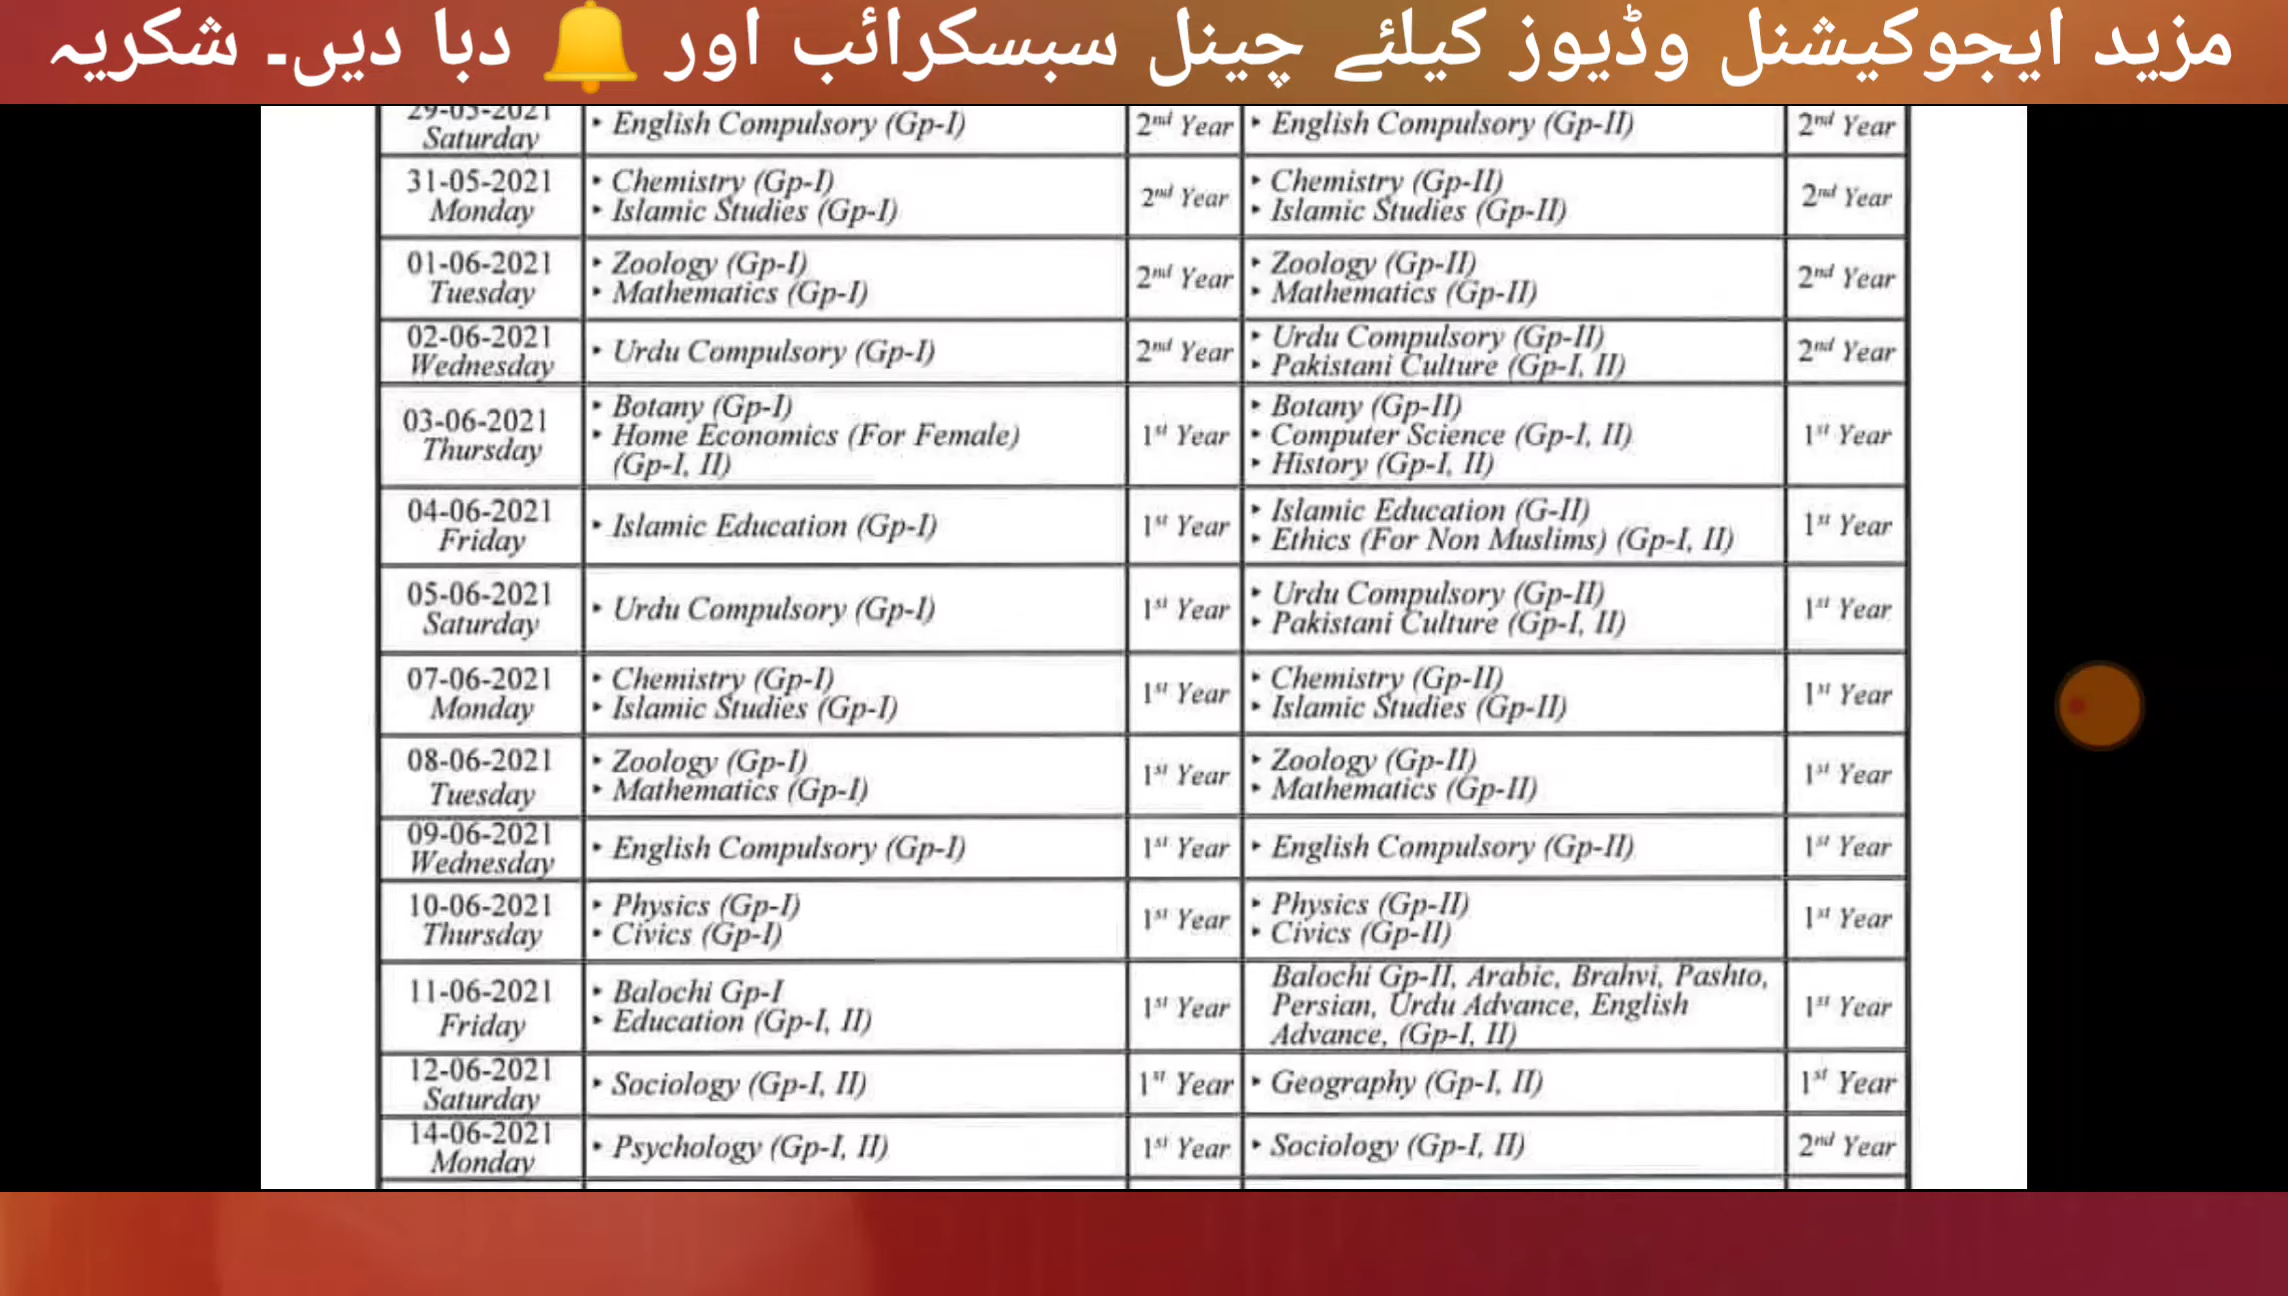 مزید ایجوکیشنل وڈیوز کیلئے چینل سبسکرائب اور 🔔 دبا دیں۔ شکریہ
29-05-2021 Saturday | ‣ English Compulsory (Gp-I) | 2nd Year | ‣ English Compulsory (Gp-II) | 2nd Year
31-05-2021 Monday | ‣ Chemistry (Gp-I) ‣ Islamic Studies (Gp-I) | 2nd Year | ‣ Chemistry (Gp-II) ‣ Islamic Studies (Gp-II) | 2nd Year
01-06-2021 Tuesday | ‣ Zoology (Gp-I) ‣ Mathematics (Gp-I) | 2nd Year | ‣ Zoology (Gp-II) ‣ Mathematics (Gp-II) | 2nd Year
02-06-2021 Wednesday | ‣ Urdu Compulsory (Gp-I) | 2nd Year | ‣ Urdu Compulsory (Gp-II) ‣ Pakistani Culture (Gp-I, II) | 2nd Year
03-06-2021 Thursday | ‣ Botany (Gp-I) ‣ Home Economics (For Female) (Gp-I, II) | 1st Year | ‣ Botany (Gp-II) ‣ Computer Science (Gp-I, II) ‣ History (Gp-I, II) | 1st Year
04-06-2021 Friday | ‣ Islamic Education (Gp-I) | 1st Year | ‣ Islamic Education (G-II) ‣ Ethics (For Non Muslims) (Gp-I, II) | 1st Year
05-06-2021 Saturday | ‣ Urdu Compulsory (Gp-I) | 1st Year | ‣ Urdu Compulsory (Gp-II) ‣ Pakistani Culture (Gp-I, II) | 1st Year
07-06-2021 Monday | ‣ Chemistry (Gp-I) ‣ Islamic Studies (Gp-I) | 1st Year | ‣ Chemistry (Gp-II) ‣ Islamic Studies (Gp-II) | 1st Year
08-06-2021 Tuesday | ‣ Zoology (Gp-I) ‣ Mathematics (Gp-I) | 1st Year | ‣ Zoology (Gp-II) ‣ Mathematics (Gp-II) | 1st Year
09-06-2021 Wednesday | ‣ English Compulsory (Gp-I) | 1st Year | ‣ English Compulsory (Gp-II) | 1st Year
10-06-2021 Thursday | ‣ Physics (Gp-I) ‣ Civics (Gp-I) | 1st Year | ‣ Physics (Gp-II) ‣ Civics (Gp-II) | 1st Year
11-06-2021 Friday | ‣ Balochi Gp-I ‣ Education (Gp-I, II) | 1st Year | Balochi Gp-II, Arabic, Brahvi, Pashto, Persian, Urdu Advance, English Advance, (Gp-I, II) | 1st Year
12-06-2021 Saturday | ‣ Sociology (Gp-I, II) | 1st Year | ‣ Geography (Gp-I, II) | 1st Year
14-06-2021 Monday | ‣ Psychology (Gp-I, II) | 1st Year | ‣ Sociology (Gp-I, II) | 2nd Year